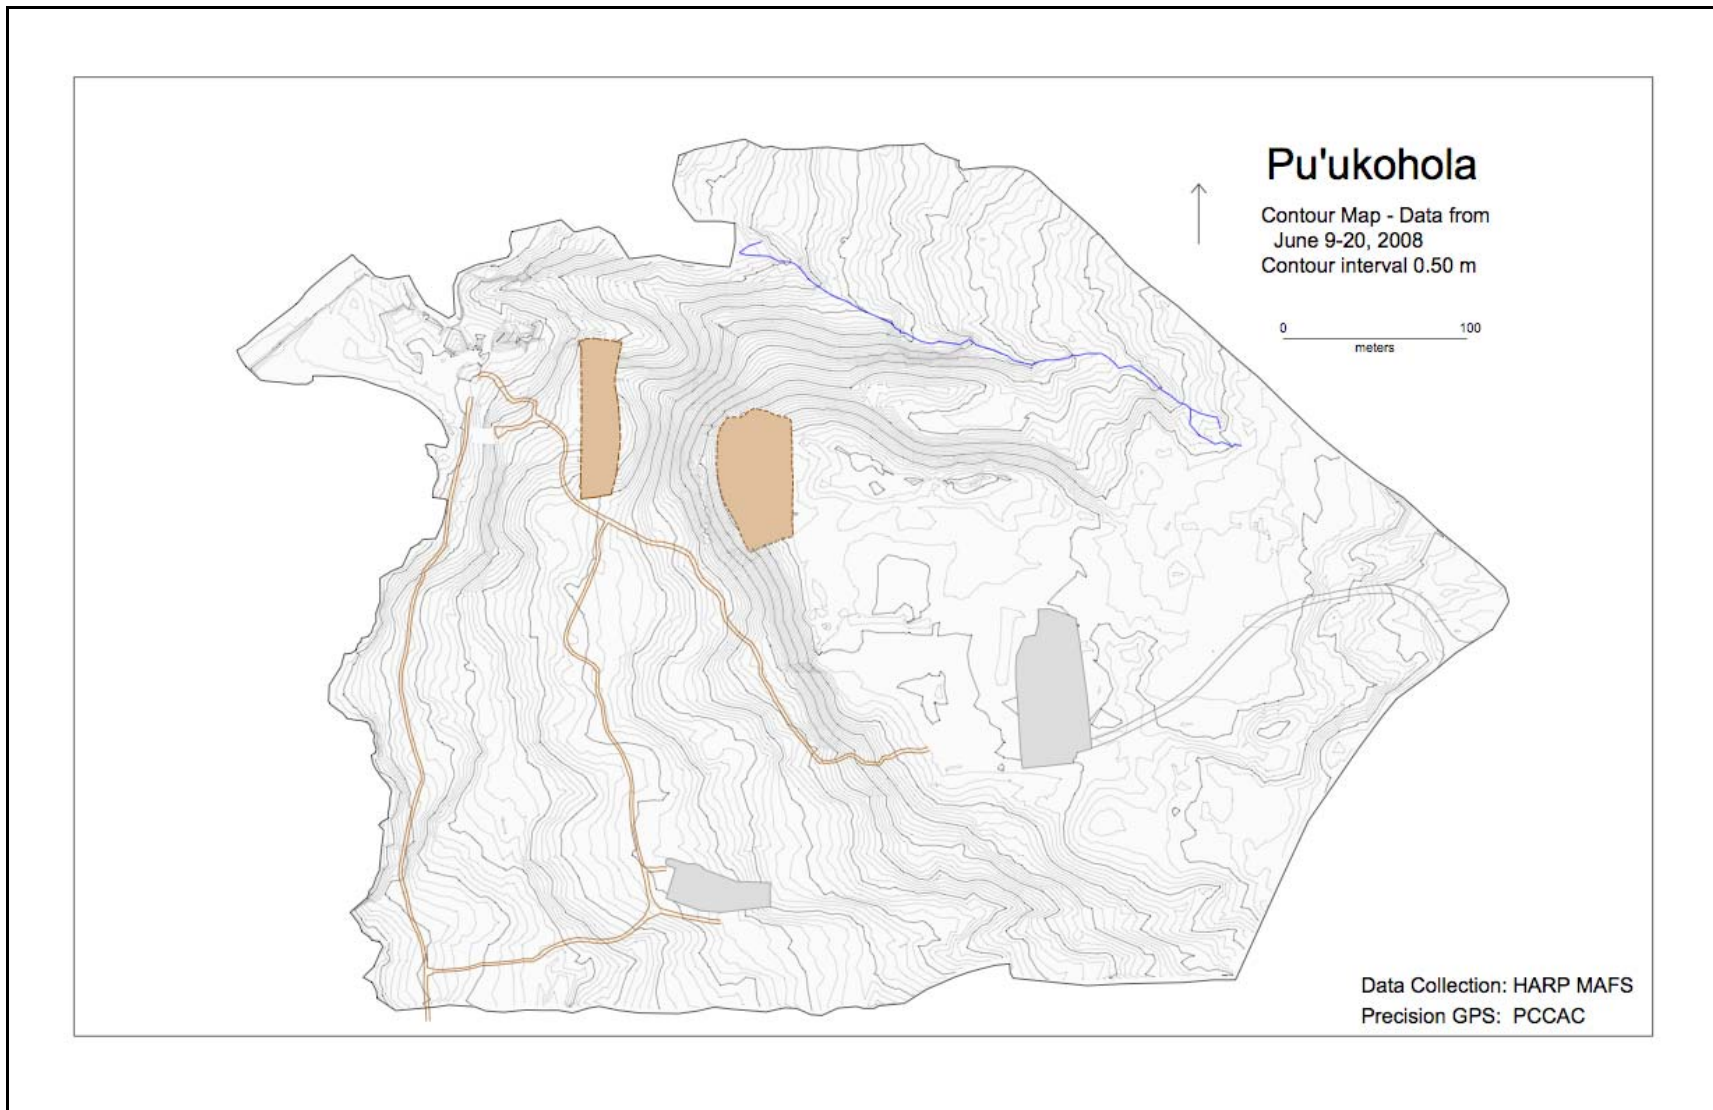 Pu'ukohola
Contour Map - Data from
June 9-20, 2008
Contour interval 0.50 m
0 100
meters
Data Collection: HARP MAFS
Precision GPS: PCCAC